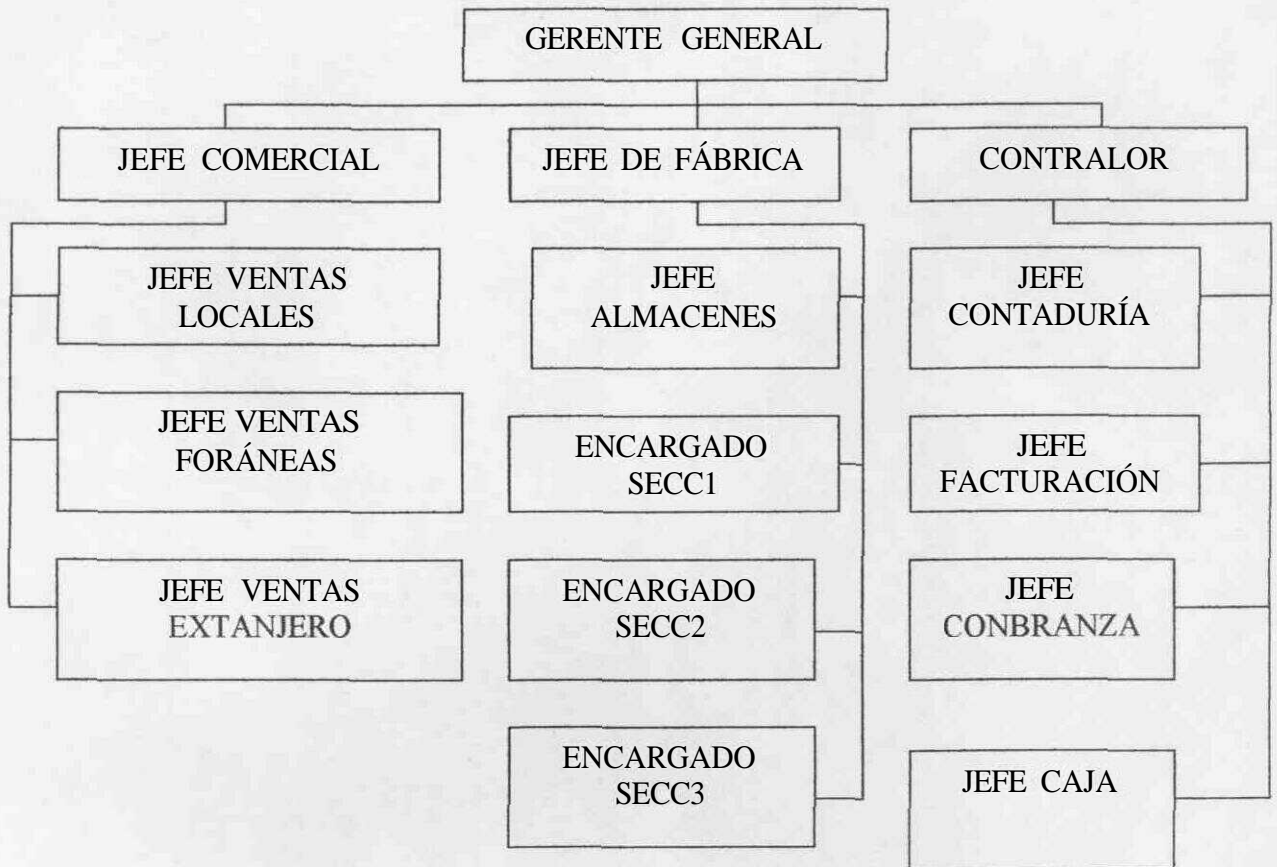 GERENTE GENERAL
JEFE COMERCIAL
JEFE DE FÁBRICA
CONTRALOR
JEFE VENTAS
LOCALES
JEFE
ALMACENES
JEFE
CONTADURÍA
JEFE VENTAS
FORÁNEAS
ENCARGADO
SECC1
JEFE
FACTURACIÓN
JEFE VENTAS
EXTANJERO
ENCARGADO
SECC2
JEFE
CONBRANZA
ENCARGADO
SECC3
JEFE CAJA